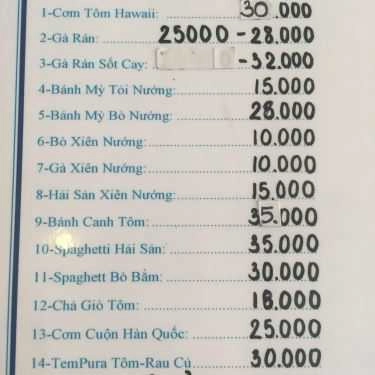 1-Cơm Tôm Hawaii: 30.000
2-Gà Rán: 25000 - 28.000
3-Gà Rán Sốt Cay: -32.000
4-Bánh Mỳ Tỏi Nướng: 15.000
5-Bánh Mỳ Bò Nướng: 28.000
6-Bò Xiên Nướng: 10.000
7-Gà Xiên Nướng: 10.000
8-Hải Sản Xiên Nướng: 15.000
9-Bánh Canh Tôm: 35.000
10-Spaghetti Hải Sản: 35.000
11-Spaghett Bò Bằm: 30.000
12-Chả Giò Tôm: 18.000
13-Cơm Cuộn Hàn Quốc: 25.000
14-TemPura Tôm-Rau Củ 30.000